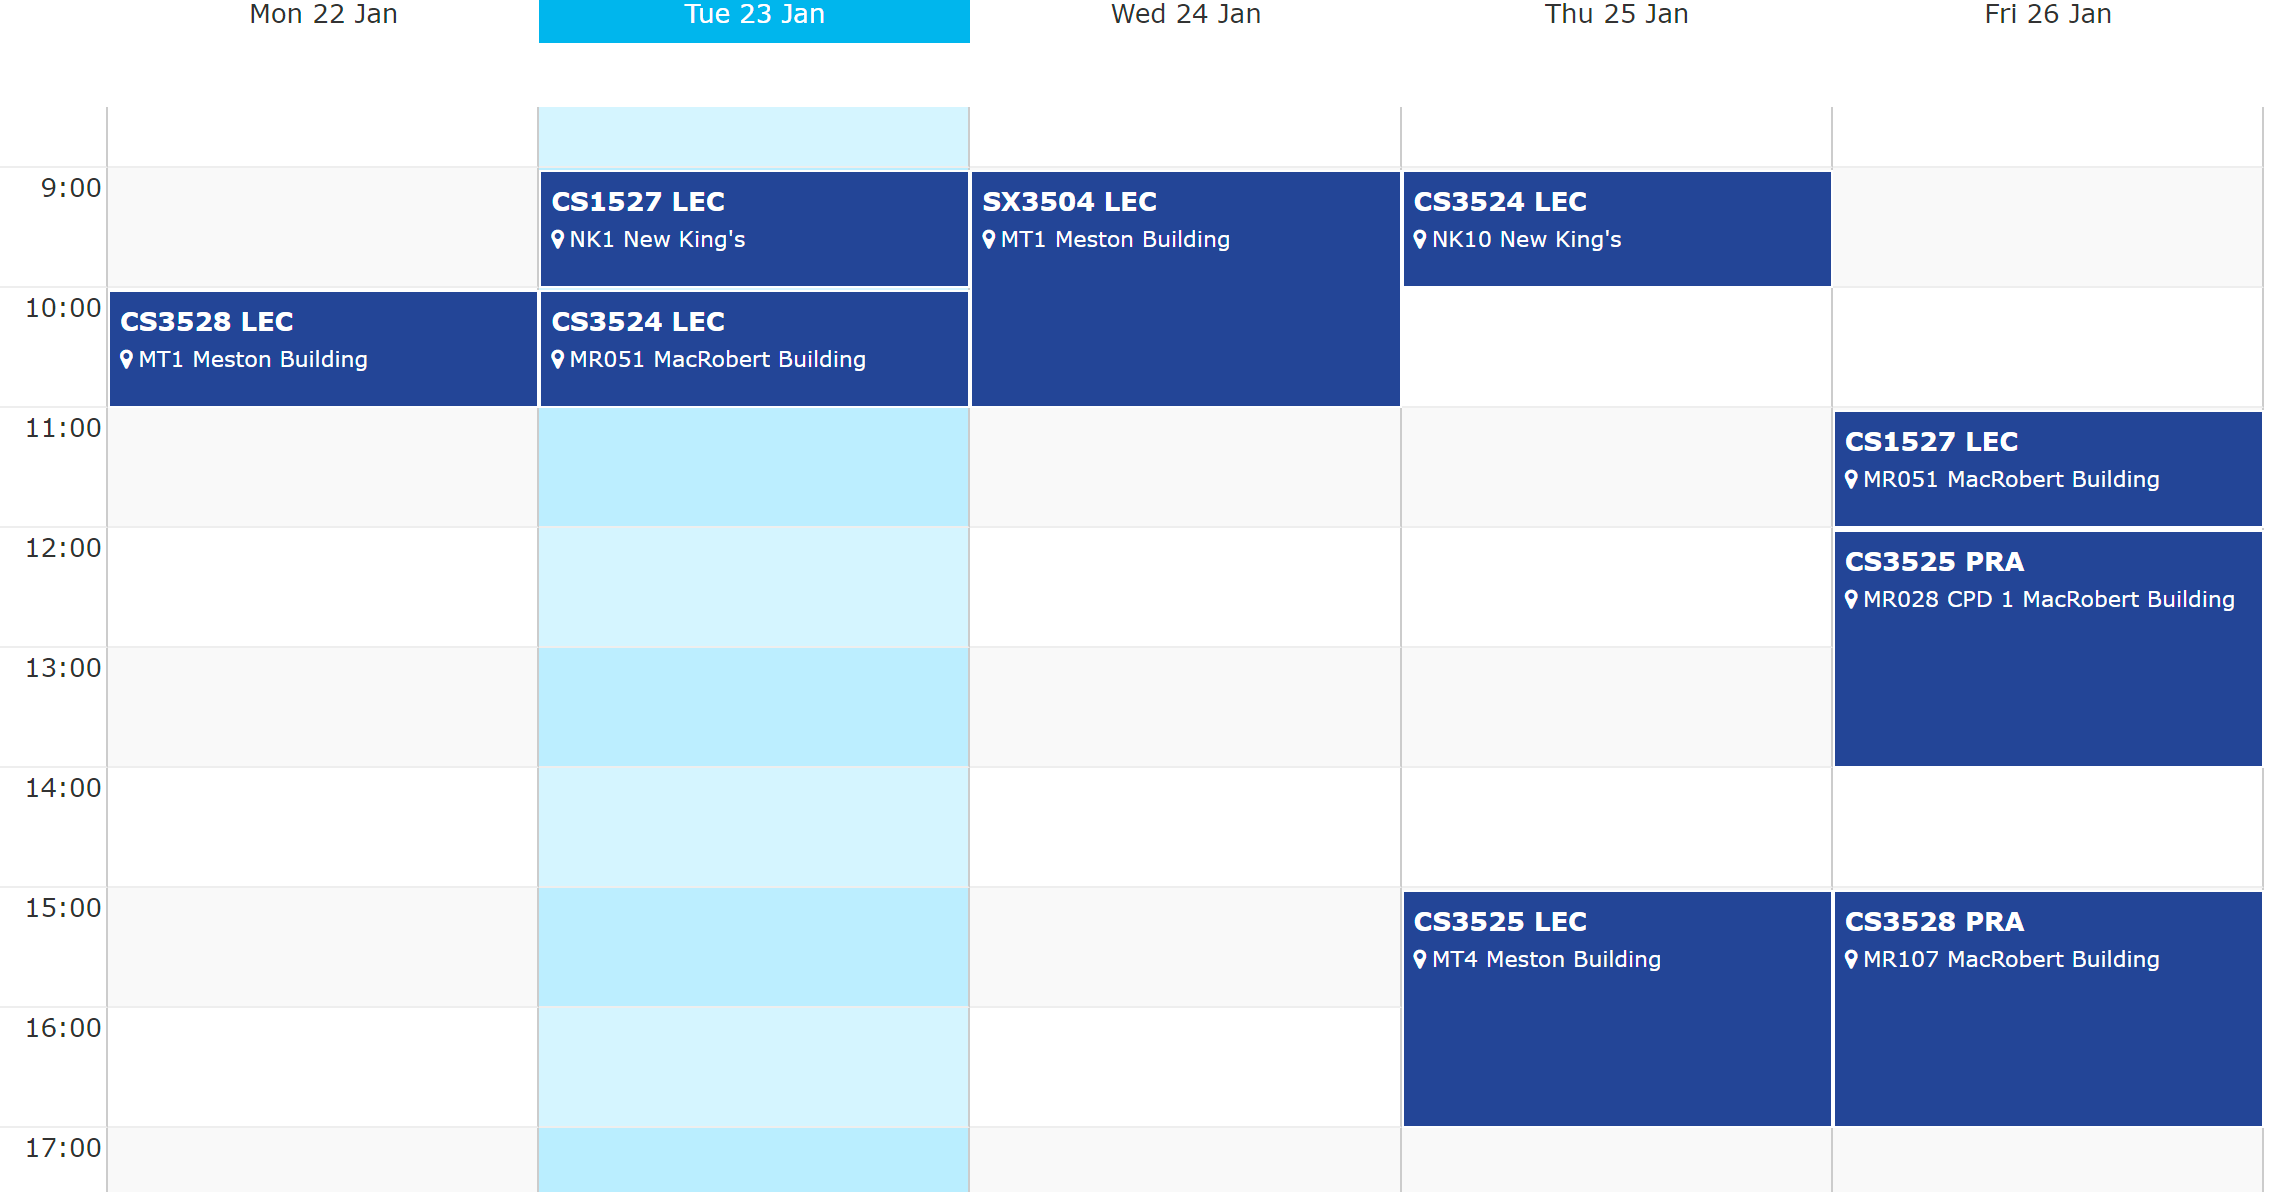 Mon 22 Jan
Tue 23 Jan
Wed 24 Jan
Thu 25 Jan
Fri 26 Jan
9:00
CS1527 LEC
NK1 New King's
SX3504 LEC
MT1 Meston Building
CS3524 LEC
NK10 New King's
10:00
CS3528 LEC
MT1 Meston Building
CS3524 LEC
MR051 MacRobert Building
11:00
CS1527 LEC
MR051 MacRobert Building
12:00
CS3525 PRA
MR028 CPD 1 MacRobert Building
13:00
14:00
15:00
CS3525 LEC
MT4 Meston Building
CS3528 PRA
MR107 MacRobert Building
16:00
17:00